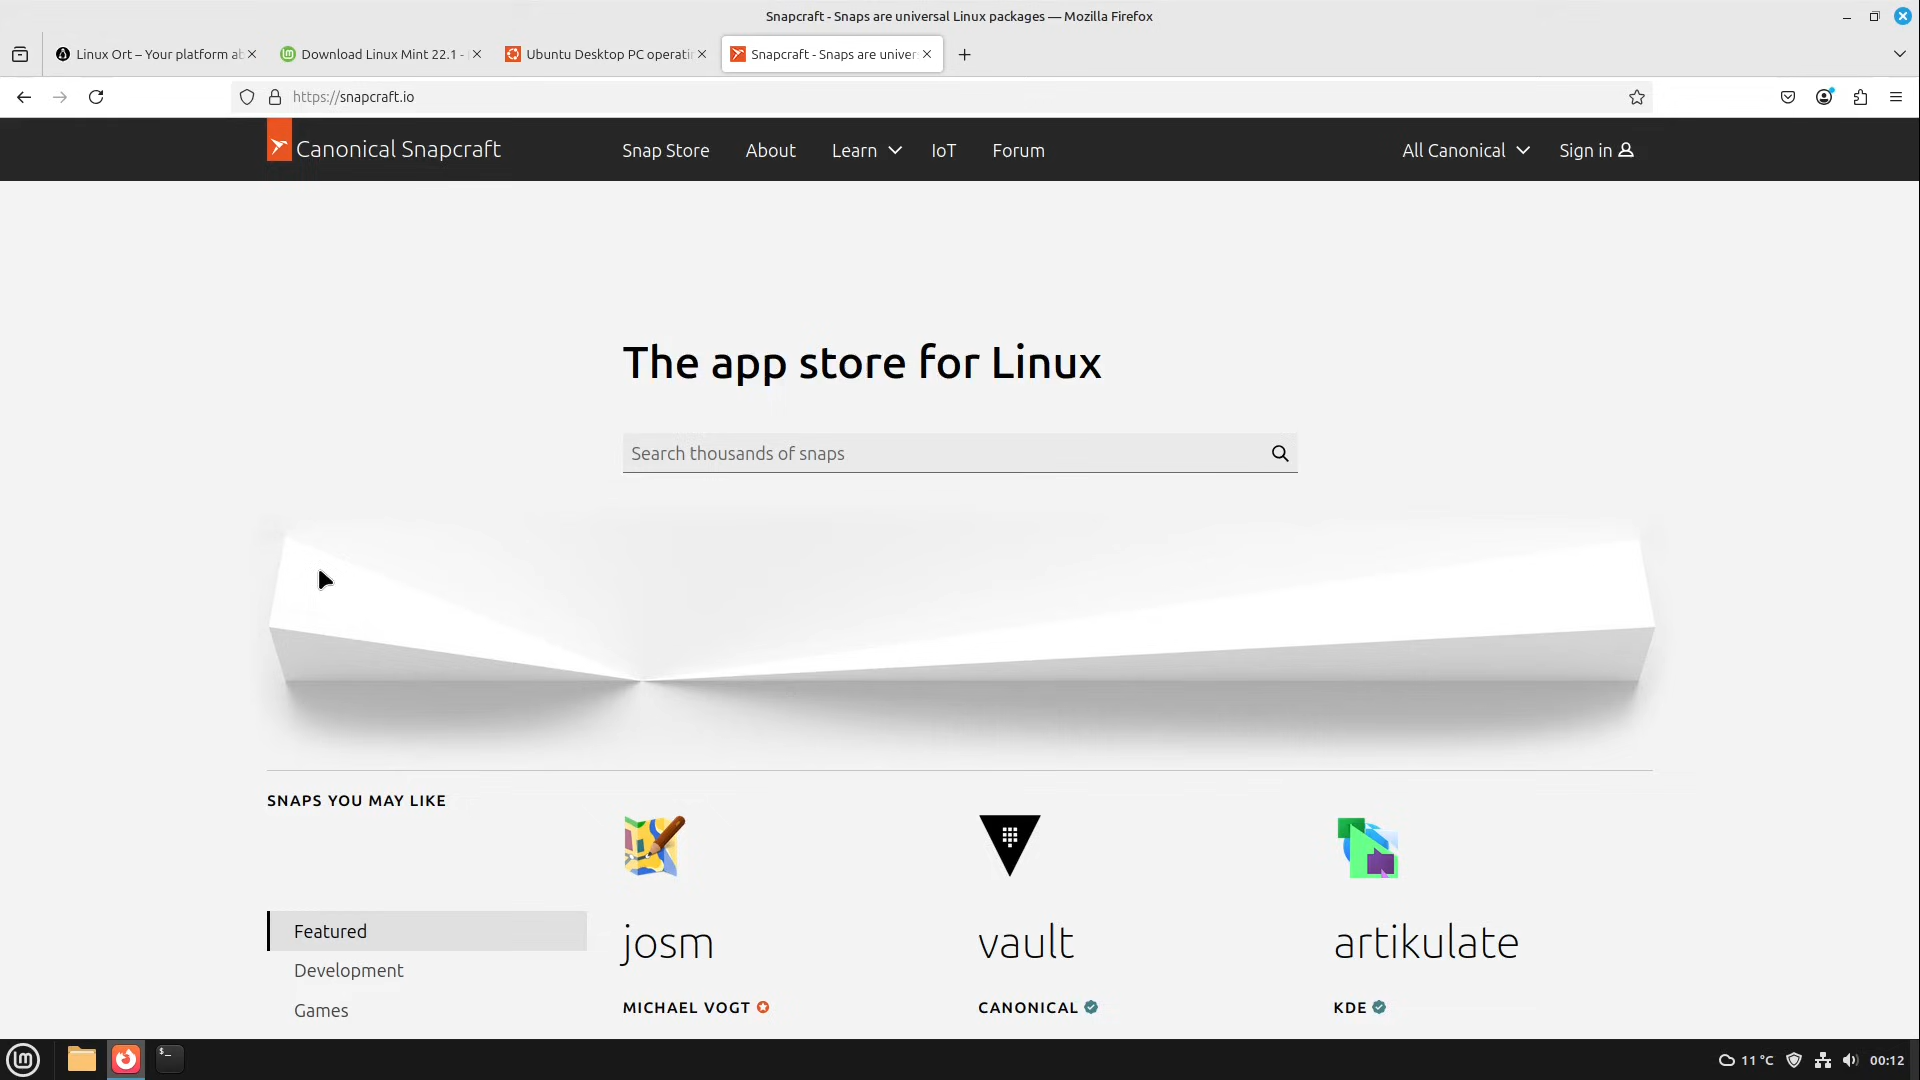 Snapcraft - Snaps are universal Linux packages — Mozilla Firefox
Linux Ort – Your platform ab
Download Linux Mint 22.1 -
Ubuntu Desktop PC operati
Snapcraft - Snaps are univer
https://snapcraft.io
Canonical Snapcraft
Snap Store
About
Learn
IoT
Forum
All Canonical
Sign in
The app store for Linux
Search thousands of snaps
SNAPS YOU MAY LIKE
Featured
Development
Games
josm
MICHAEL VOGT
vault
CANONICAL
artikulate
KDE
11 °C
00:12